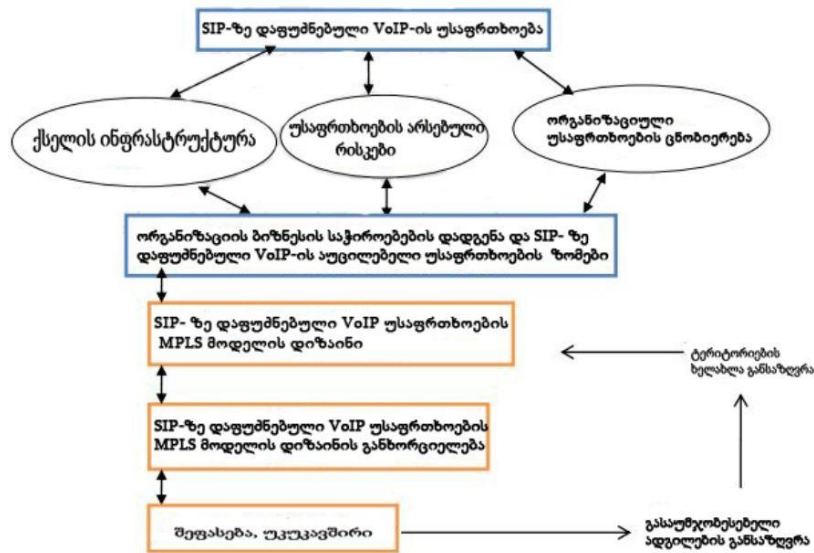 SIP-ზე დაფუძნებული VoIP-ის უსაფრთხოება
ქსელის ინფრასტრუქტურა
უსაფრთხოების არსებული
რისკები
ორგანიზაციული
უსაფრთხოების ცნობიერება
ორგანიზაციის ბიზნესის საჭიროებების დადგენა და SIP- ზე
დაფუძნებული VoIP-ის აუცილებელი უსაფრთხოების ზომები
SIP- ზე დაფუძნებული VoIP უსაფრთხოების
MPLS მოდელის დიზაინი
ტერიტორიების
ხელახლა განსაზღვრა
SIP-ზე დაფუძნებული VoIP უსაფრთხოების
MPLS მოდელის დიზაინის განხორციელება
შეფასება, უკუკავშირი
გასაუმჯობესებელი
ადგილების განსაზღვრა